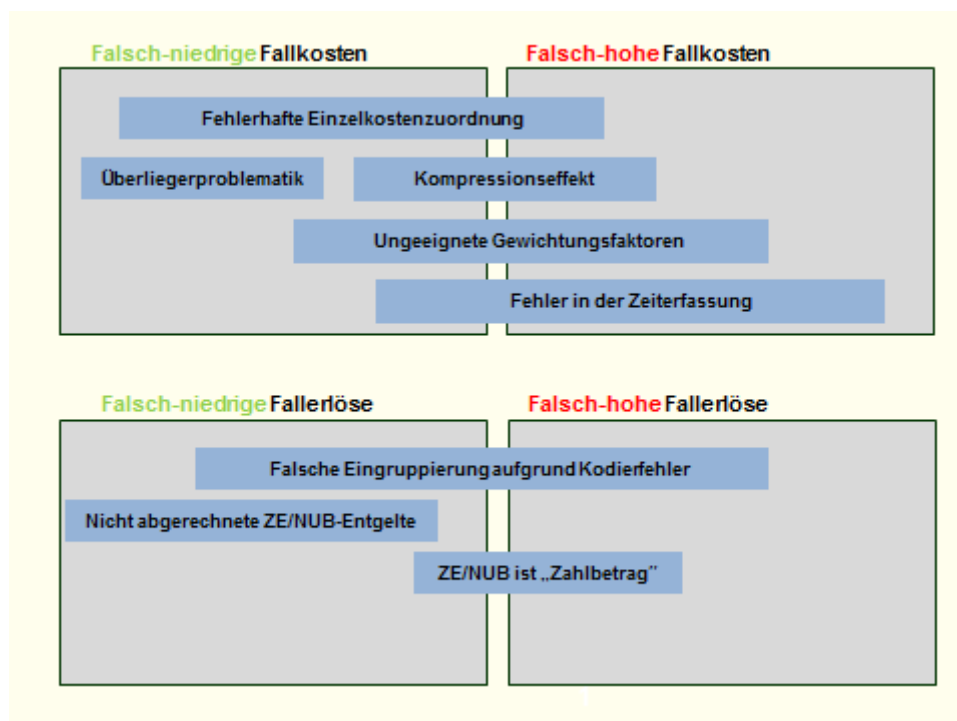 Falsch-niedrige Fallkosten
Falsch-hohe Fallkosten
Fehlerhafte Einzelkostenzuordnung
Überliegerproblematik
Kompressionseffekt
Ungeeignete Gewichtungsfaktoren
Fehler in der Zeiterfassung
Falsch-niedrige Fallerlöse
Falsch-hohe Fallerlöse
Falsche Eingruppierung aufgrund Kodierfehler
Nicht abgerechnete ZE/NUB-Entgelte
ZE/NUB ist „Zahlbetrag”